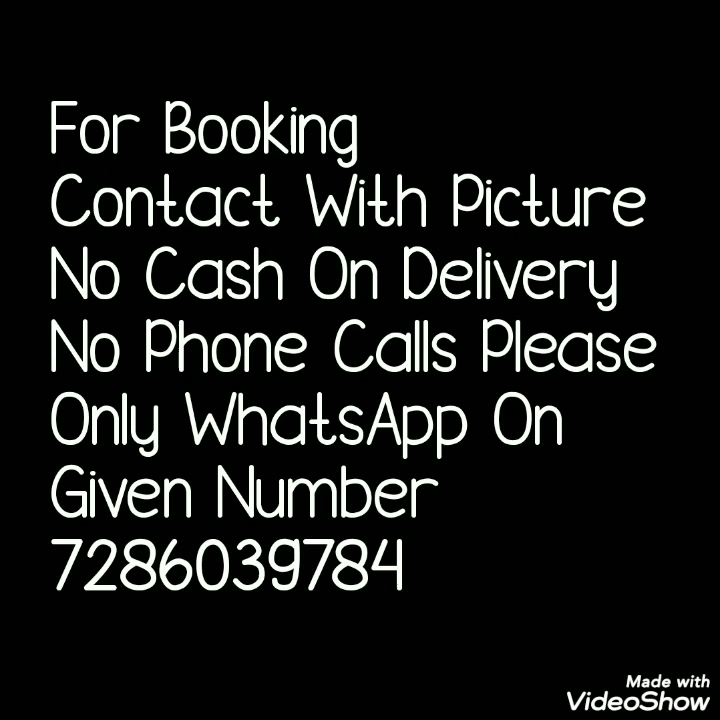 For Booking
Contact With Picture
No Cash On Delivery
No Phone Calls Please
Only WhatsApp On
Given Number
7286039784
Made with
VideoShow